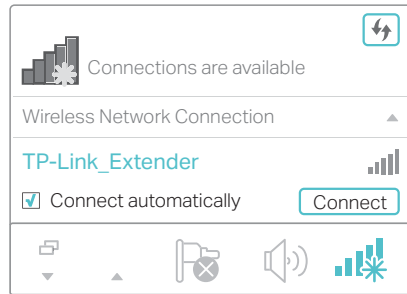 Connections are available
Wireless Network Connection
TP-Link_Extender
Connect automatically
Connect